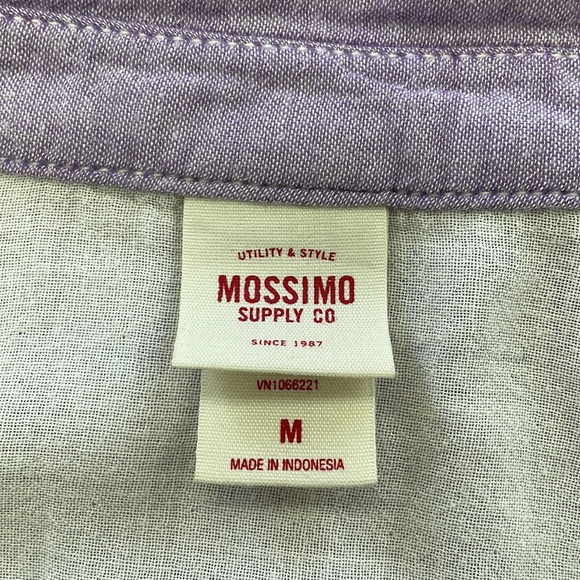 UTILITY & STYLE
MOSSIMO
SUPPLY CO
SINCE 1987
VN1066221
M
MADE IN INDONESIA